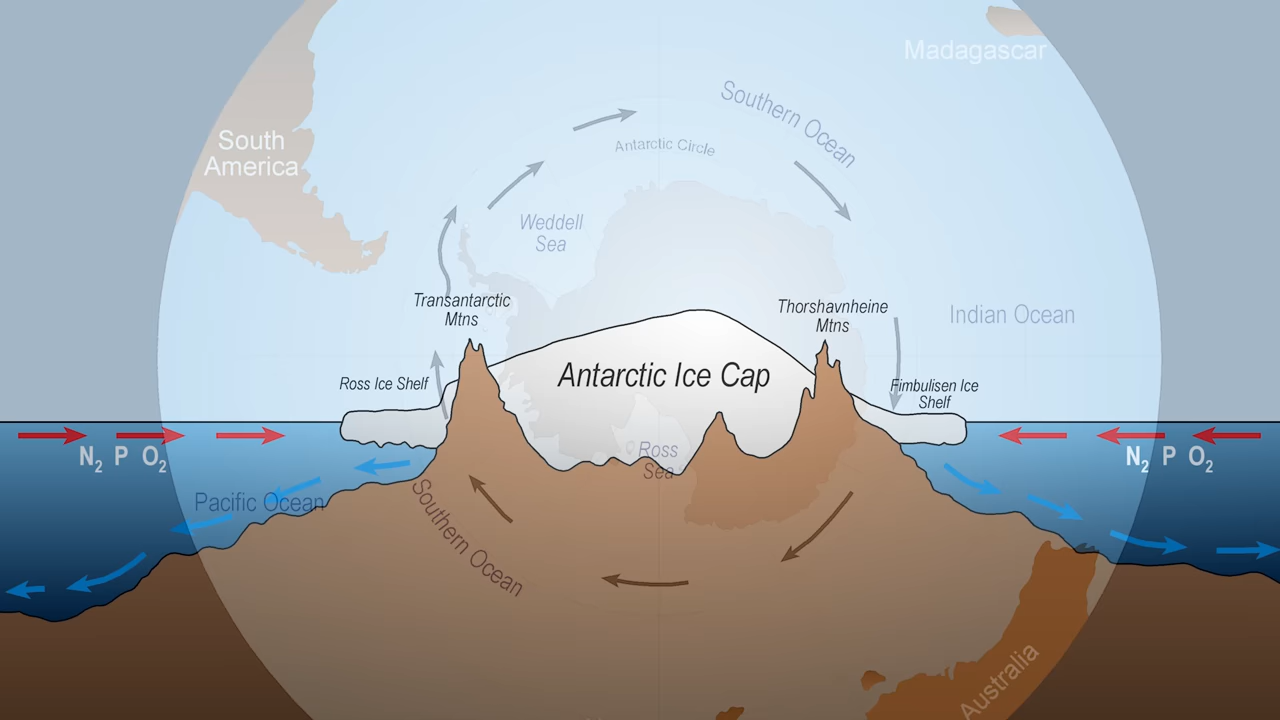 Madagascar
Southern Ocean
South
America
Antarctic Circle
Weddell
Sea
Transantarctic
Mtns
Thorshavnheine
Mtns
Indian Ocean
Antarctic Ice Cap
Ross Ice Shelf
Fimbulisen Ice
Shelf
N2 P O2
N2 P O2
Ross
Sea
Pacific Ocean
Southern Ocean
Australia